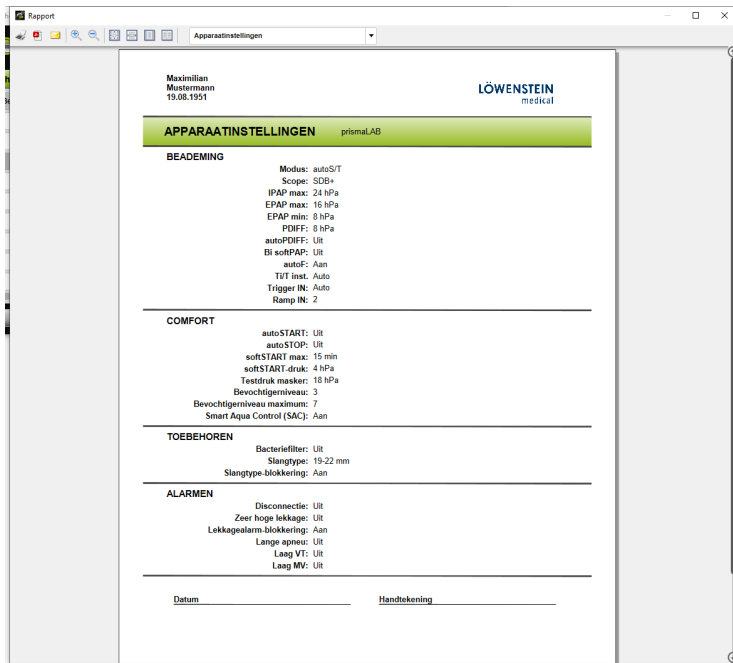 Rapport
Apparaatinstellingen
Maximilian
Mustermann
19.08.1951
LÖWENSTEIN
medical
APPARAATINSTELLINGEN prismaLAB
BEADEMING
Modus: autoS/T
Scope: SDB+
IPAP max: 24 hPa
EPAP max: 16 hPa
EPAP min: 8 hPa
PDIFF: 8 hPa
autoPDIFF: Uit
Bi softPAP: Uit
autoF: Aan
Ti/T inst. Auto
Trigger IN: Auto
Ramp IN: 2
COMFORT
autoSTART: Uit
autoSTOP: Uit
softSTART max: 15 min
softSTART-druk: 4 hPa
Testdruk masker: 18 hPa
Bevochtigerniveau: 3
Bevochtigerniveau maximum: 7
Smart Aqua Control (SAC): Aan
TOEBEHOREN
Bacteriefilter: Uit
Slangtype: 19-22 mm
Slangtype-blokkering: Aan
ALARMEN
Disconnectie: Uit
Zeer hoge lekkage: Uit
Lekkagealarm-blokkering: Aan
Lange apneu: Uit
Laag VT: Uit
Laag MV: Uit
Datum Handtekening